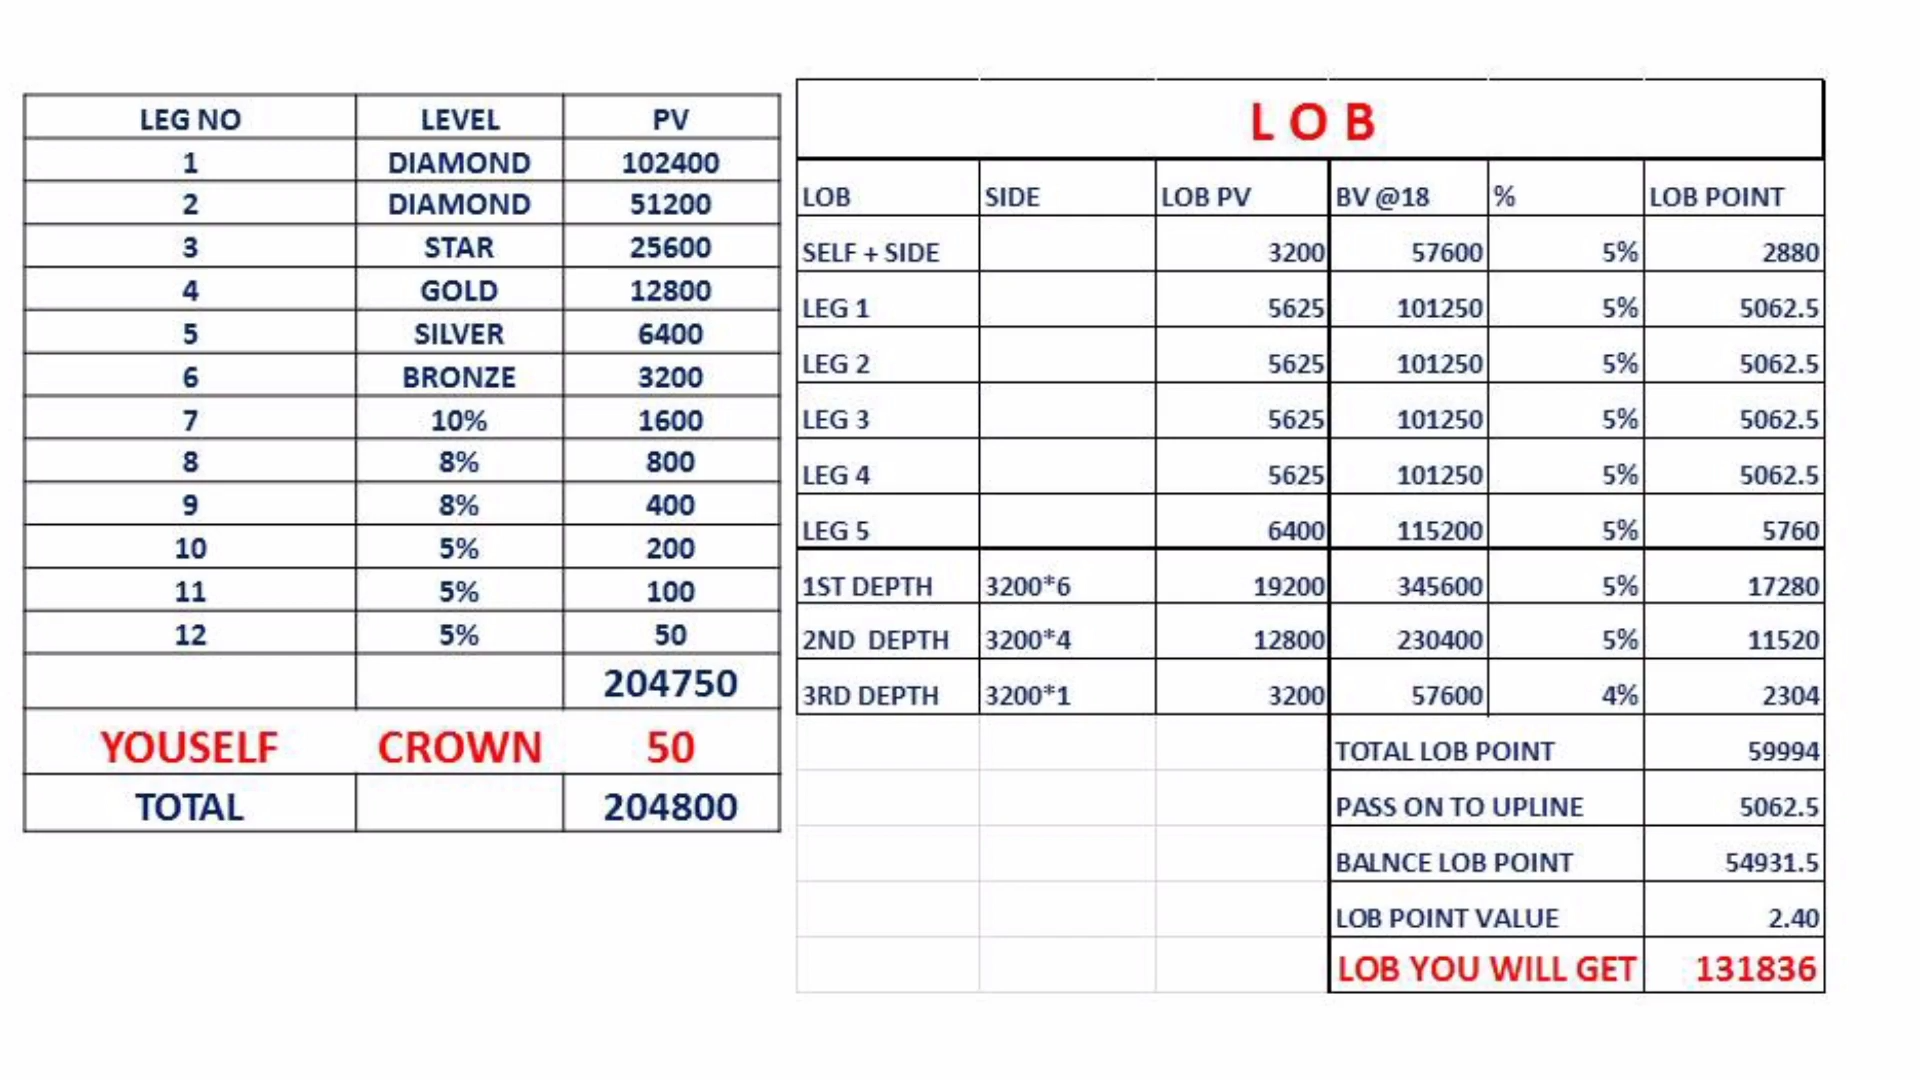 LEG NO LEVEL PV
1 DIAMOND 102400
2 DIAMOND 51200
3 STAR 25600
4 GOLD 12800
5 SILVER 6400
6 BRONZE 3200
7 10% 1600
8 8% 800
9 8% 400
10 5% 200
11 5% 100
12 5% 50
204750
YOUSELF CROWN 50
TOTAL 204800
L O B
LOB SIDE LOB PV BV @18 % LOB POINT
SELF + SIDE 3200 57600 5% 2880
LEG 1 5625 101250 5% 5062.5
LEG 2 5625 101250 5% 5062.5
LEG 3 5625 101250 5% 5062.5
LEG 4 5625 101250 5% 5062.5
LEG 5 6400 115200 5% 5760
1ST DEPTH 3200*6 19200 345600 5% 17280
2ND DEPTH 3200*4 12800 230400 5% 11520
3RD DEPTH 3200*1 3200 57600 4% 2304
TOTAL LOB POINT 59994
PASS ON TO UPLINE 5062.5
BALNCE LOB POINT 54931.5
LOB POINT VALUE 2.40
LOB YOU WILL GET 131836